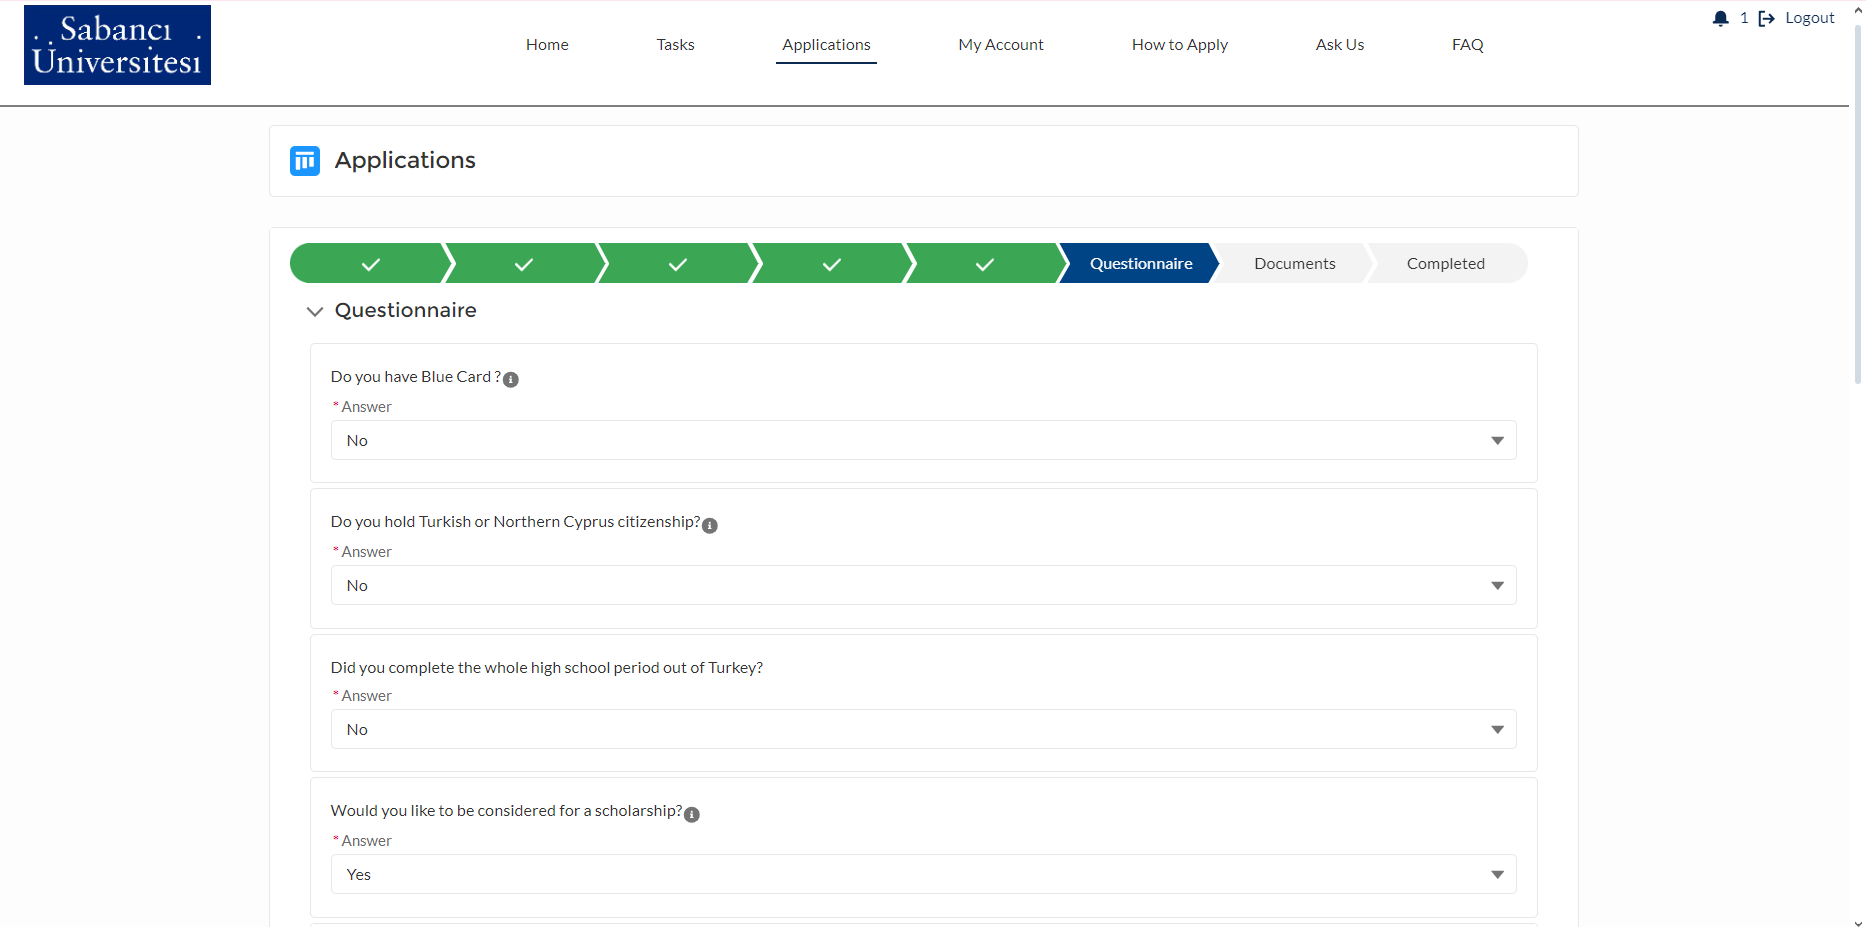 Sabancı
Üniversitesi
1 Logout
Home Tasks Applications My Account How to Apply Ask Us FAQ
Applications
Questionnaire Documents Completed
Questionnaire
Do you have Blue Card ?
* Answer
No
Do you hold Turkish or Northern Cyprus citizenship?
* Answer
No
Did you complete the whole high school period out of Turkey?
* Answer
No
Would you like to be considered for a scholarship?
* Answer
Yes